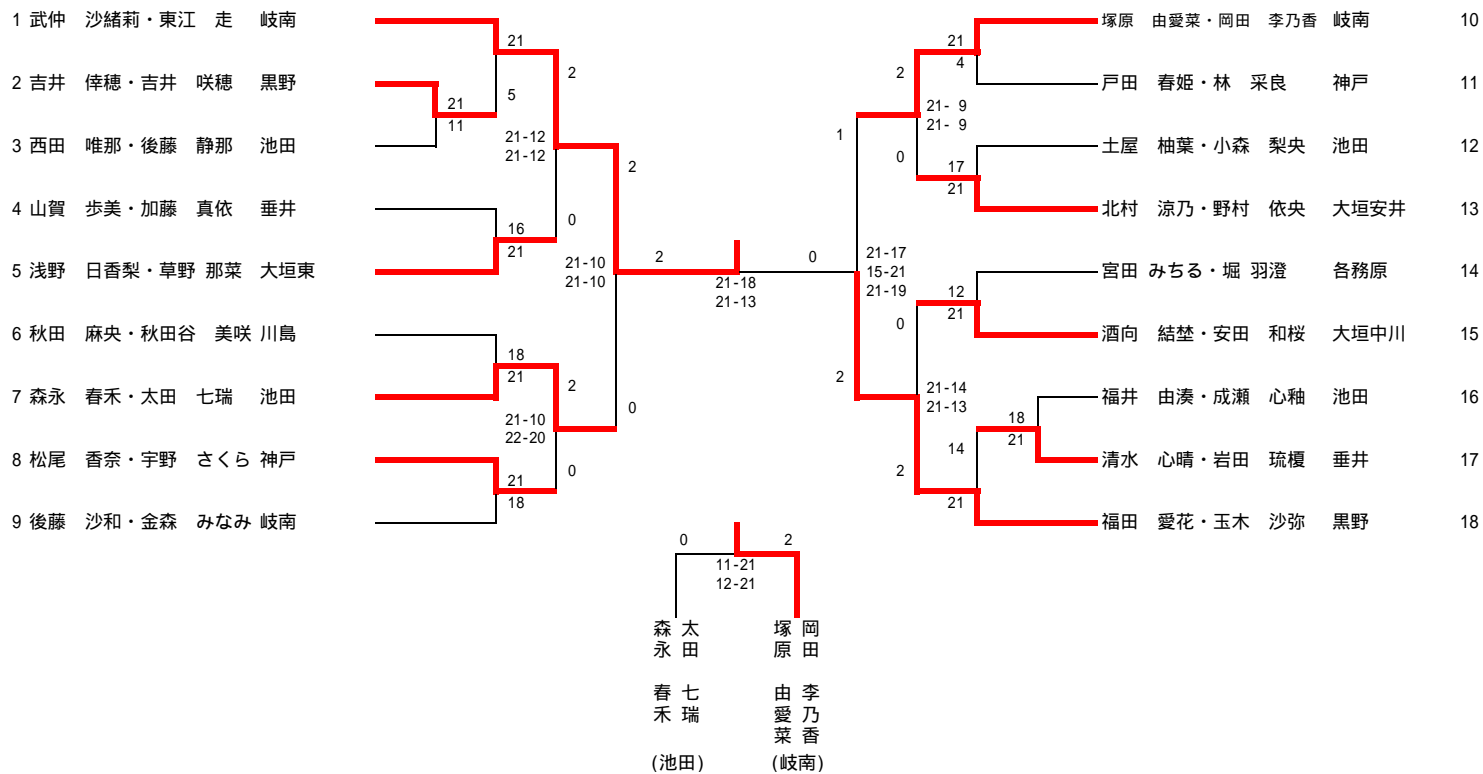 1 武仲 沙緒莉・東江 走 岐南
2 吉井 倖穂・吉井 咲穂 黒野
3 西田 唯那・後藤 静那 池田
4 山賀 歩美・加藤 真依 垂井
5 浅野 日香梨・草野 那菜 大垣東
6 秋田 麻央・秋田谷 美咲 川島
7 森永 春禾・太田 七瑞 池田
8 松尾 香奈・宇野 さくら 神戸
9 後藤 沙和・金森 みなみ 岐南
21
5
21
11
2
21-12
21-12
16
21
0
2
21-10
21-10
18
21
2
21-10
22-20
21
18
0
0
2
21-18
21-13
0
塚原 由愛菜・岡田 李乃香 岐南 10
戸田 春姫・林 采良 神戸 11
土屋 柚葉・小森 梨央 池田 12
北村 涼乃・野村 依央 大垣安井 13
宮田 みちる・堀 羽澄 各務原 14
酒向 結埜・安田 和桜 大垣中川 15
福井 由湊・成瀬 心釉 池田 16
清水 心晴・岩田 琉榎 垂井 17
福田 愛花・玉木 沙弥 黒野 18
21
4
2
21- 9
21- 9
0
17
21
1
21-17
15-21
21-19
2
12
21
0
21-14
21-13
2
18
21
14
21
0
2
11-21
12-21
森永 春禾
太田 七瑞
(池田)
塚原 由愛菜
岡田 李乃香
(岐南)